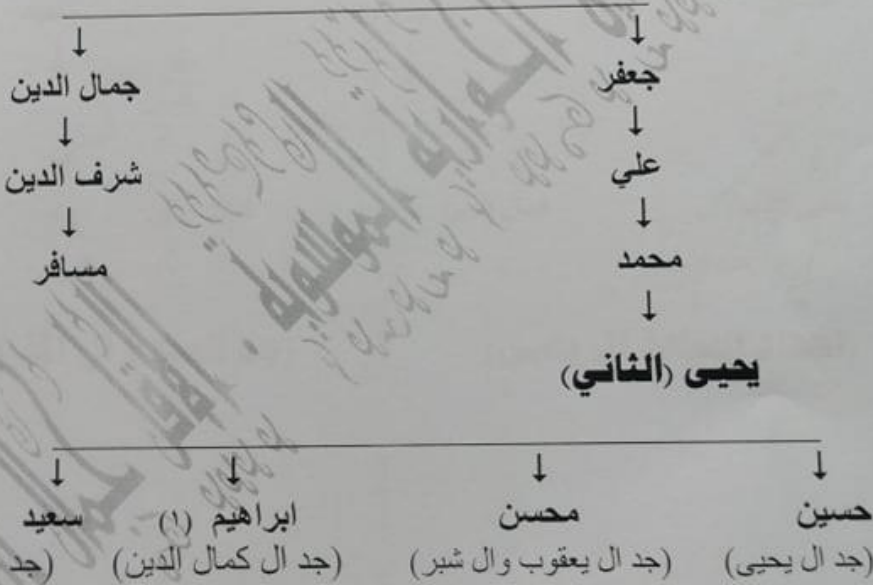 جعفر جمال الدين
علي شرف الدين
محمد مسافر
يحيى (الثاني)
حسين محسن ابراهيم (١) سعيد
(جد ال يحيى) (جد ال يعقوب وال شبر) (جد ال كمال الدين) (جد